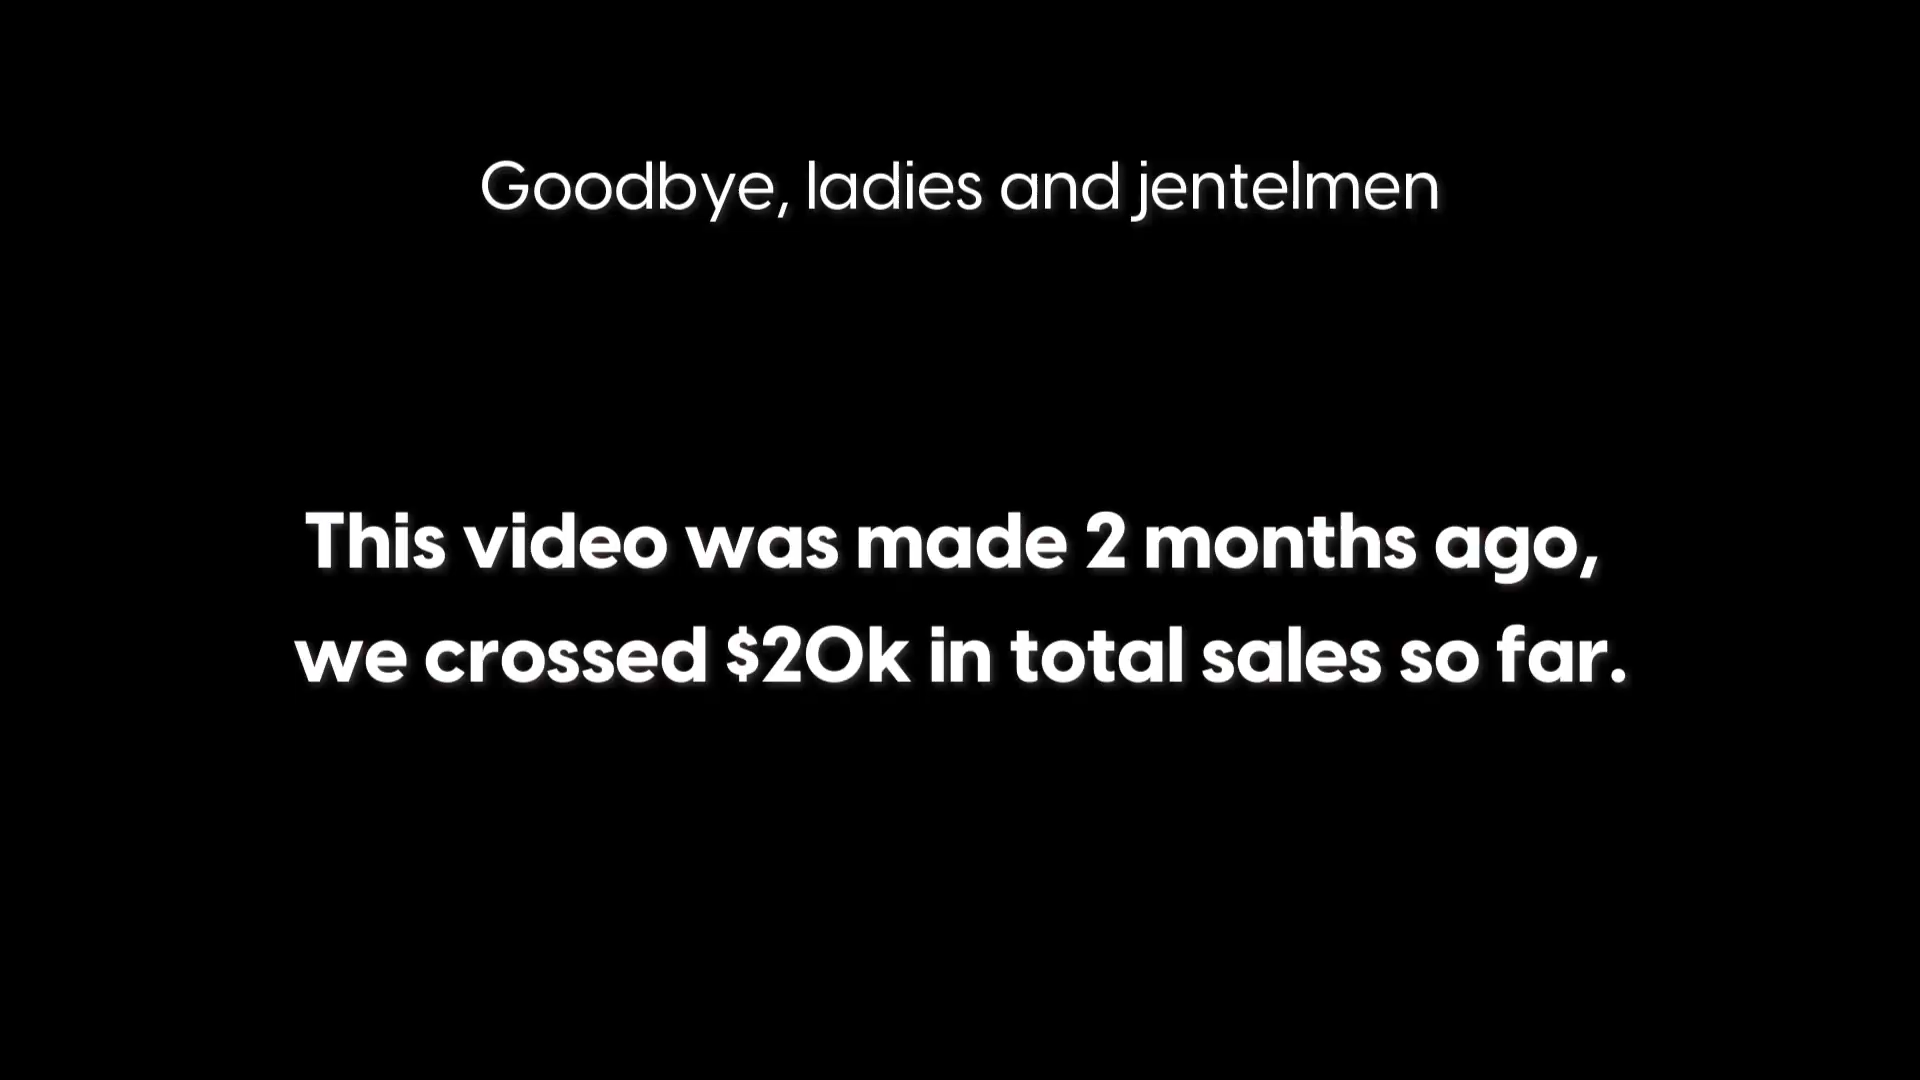 Goodbye, ladies and jentelmen
This video was made 2 months ago,
we crossed $20k in total sales so far.